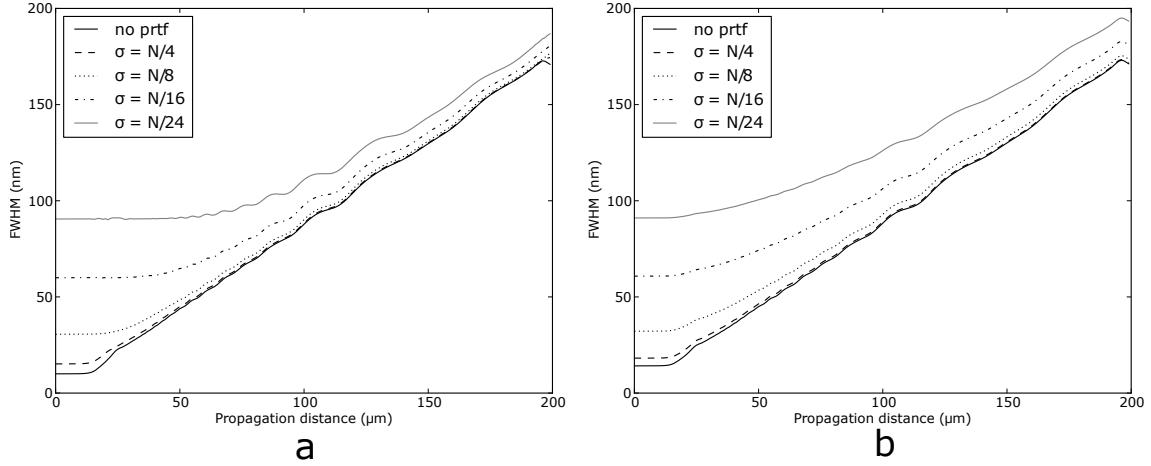 200
150
100
50
0
FWHM (nm)
no prtf
σ = N/4
σ = N/8
σ = N/16
σ = N/24
0 50 100 150 200
Propagation distance (μm)
a
200
150
100
50
0
FWHM (nm)
no prtf
σ = N/4
σ = N/8
σ = N/16
σ = N/24
0 50 100 150 200
Propagation distance (μm)
b